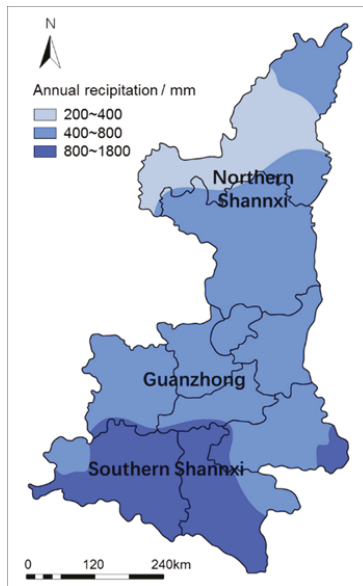 N
Annual recipitation / mm
200~400
400~800
800~1800
Northern
Shannxi
Guanzhong
Southern Shannxi
0 120 240km